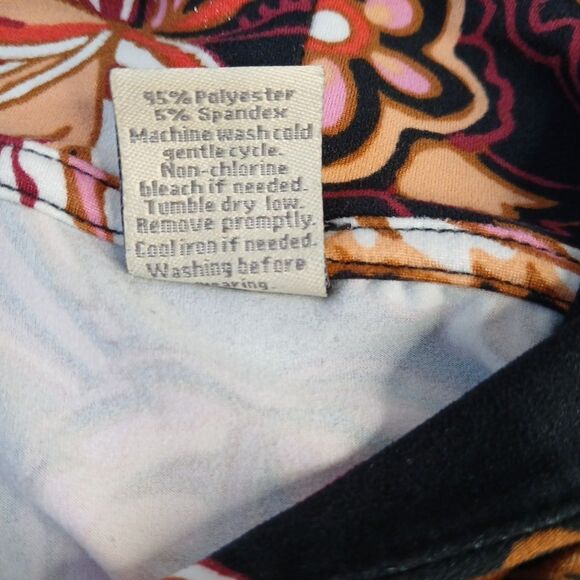 95% Polyester
5% Spandex
Machine wash cold
gentle cycle.
Non-chlorine
bleach if needed.
Tumble dry low.
Remove promptly.
Cool iron if needed.
Washing before
wearing.